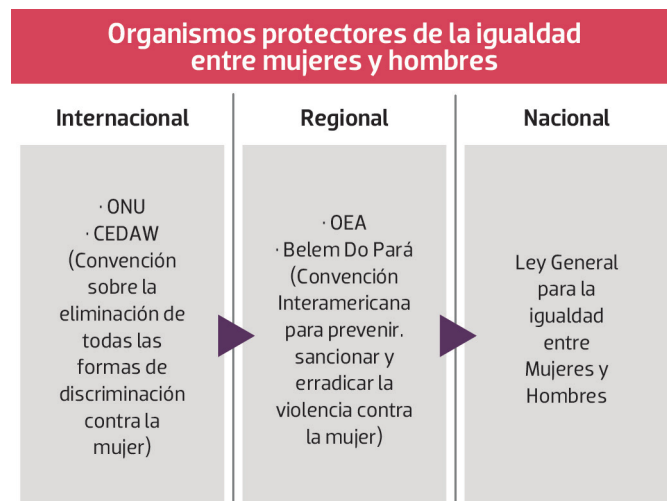 Organismos protectores de la igualdad
entre mujeres y hombres
Internacional
· ONU
· CEDAW
(Convención
sobre la
eliminación de
todas las
formas de
discriminación
contra la
mujer)
Regional
· OEA
· Belem Do Pará
(Convención
Interamericana
para prevenir.
sancionar y
erradicar la
violencia contra
la mujer)
Nacional
Ley General
para la
igualdad
entre
Mujeres y
Hombres